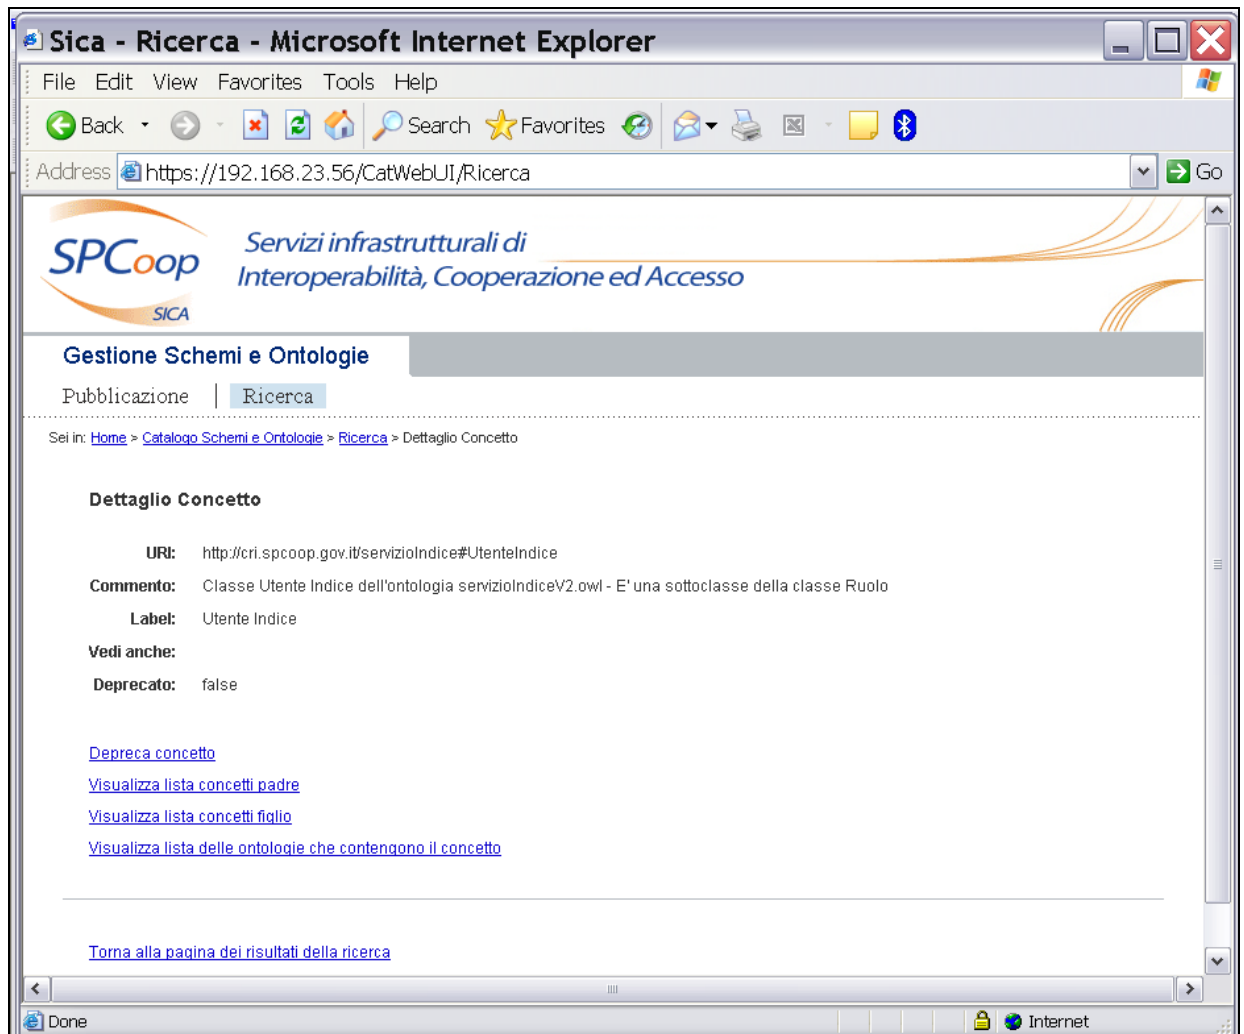 Sica - Ricerca - Microsoft Internet Explorer
File Edit View Favorites Tools Help
Back Search Favorites
Address https://192.168.23.56/CatWebUI/Ricerca Go
SPCoop
SICA
Servizi infrastrutturali di
Interoperabilità, Cooperazione ed Accesso
Gestione Schemi e Ontologie
Pubblicazione | Ricerca
Sei in: Home > Catalogo Schemi e Ontologie > Ricerca > Dettaglio Concetto
Dettaglio Concetto
URI: http://cri.spcoop.gov.it/servizioIndice#UtenteIndice
Commento: Classe Utente Indice dell'ontologia servizioIndiceV2.owl - E' una sottoclasse della classe Ruolo
Label: Utente Indice
Vedi anche:
Deprecato: false
Depreca concetto
Visualizza lista concetti padre
Visualizza lista concetti figlio
Visualizza lista delle ontologie che contengono il concetto
Torna alla pagina dei risultati della ricerca
Done Internet